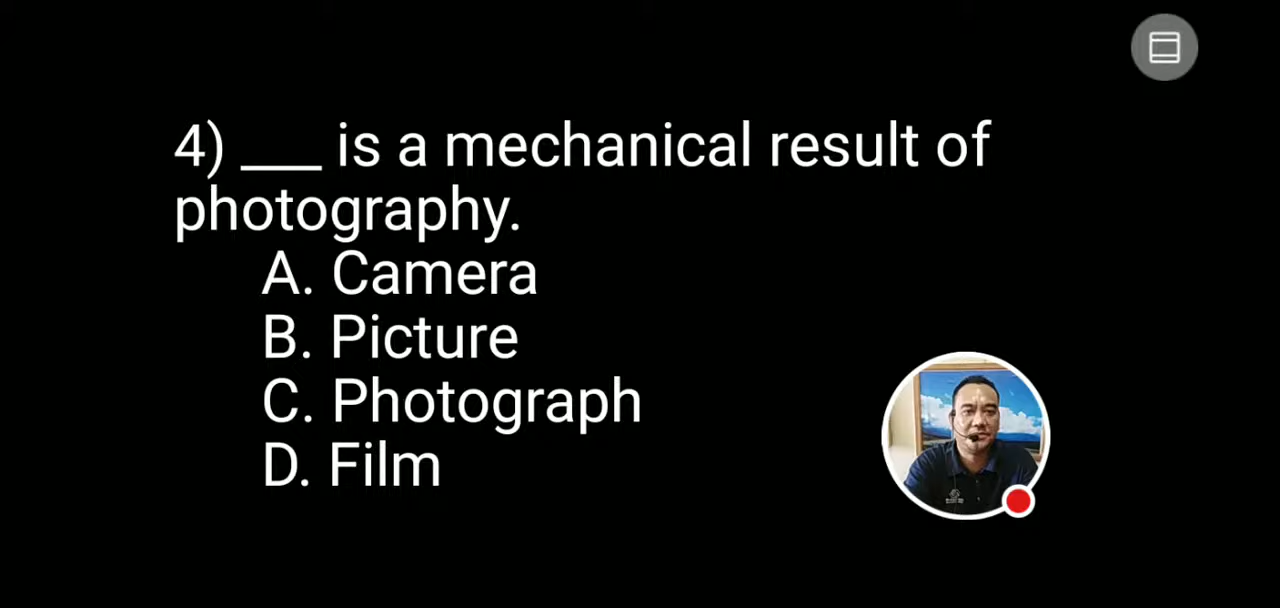 4) ___ is a mechanical result of
photography.
A. Camera
B. Picture
C. Photograph
D. Film